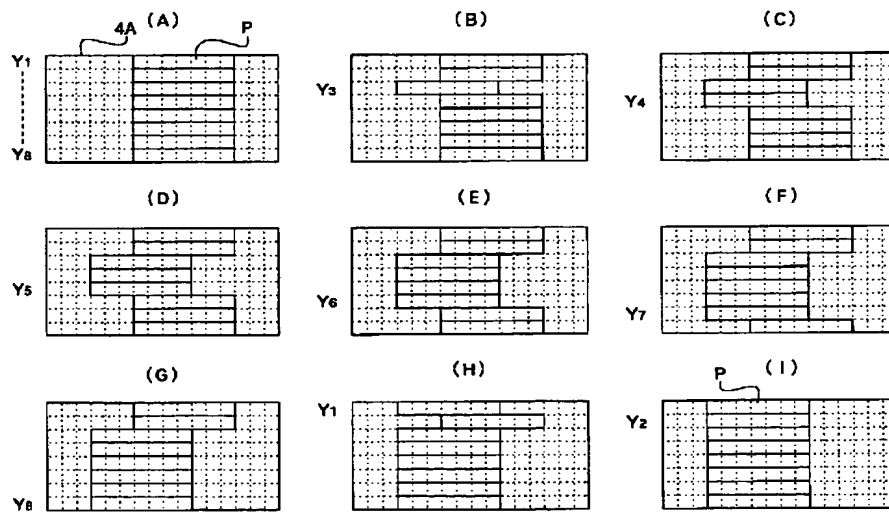 (A) (B) (C)
4A P
Y1
Y8
Y3
Y4
(D) (E) (F)
Y5
Y6
Y7
(G) (H) (I)
P
Y8
Y1
Y2